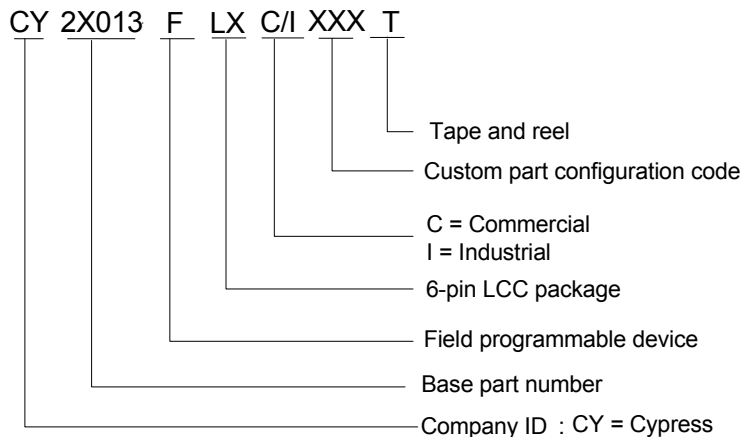 CY 2X013 F LX C/I XXX T
Tape and reel
Custom part configuration code
C = Commercial
I = Industrial
6-pin LCC package
Field programmable device
Base part number
Company ID : CY = Cypress